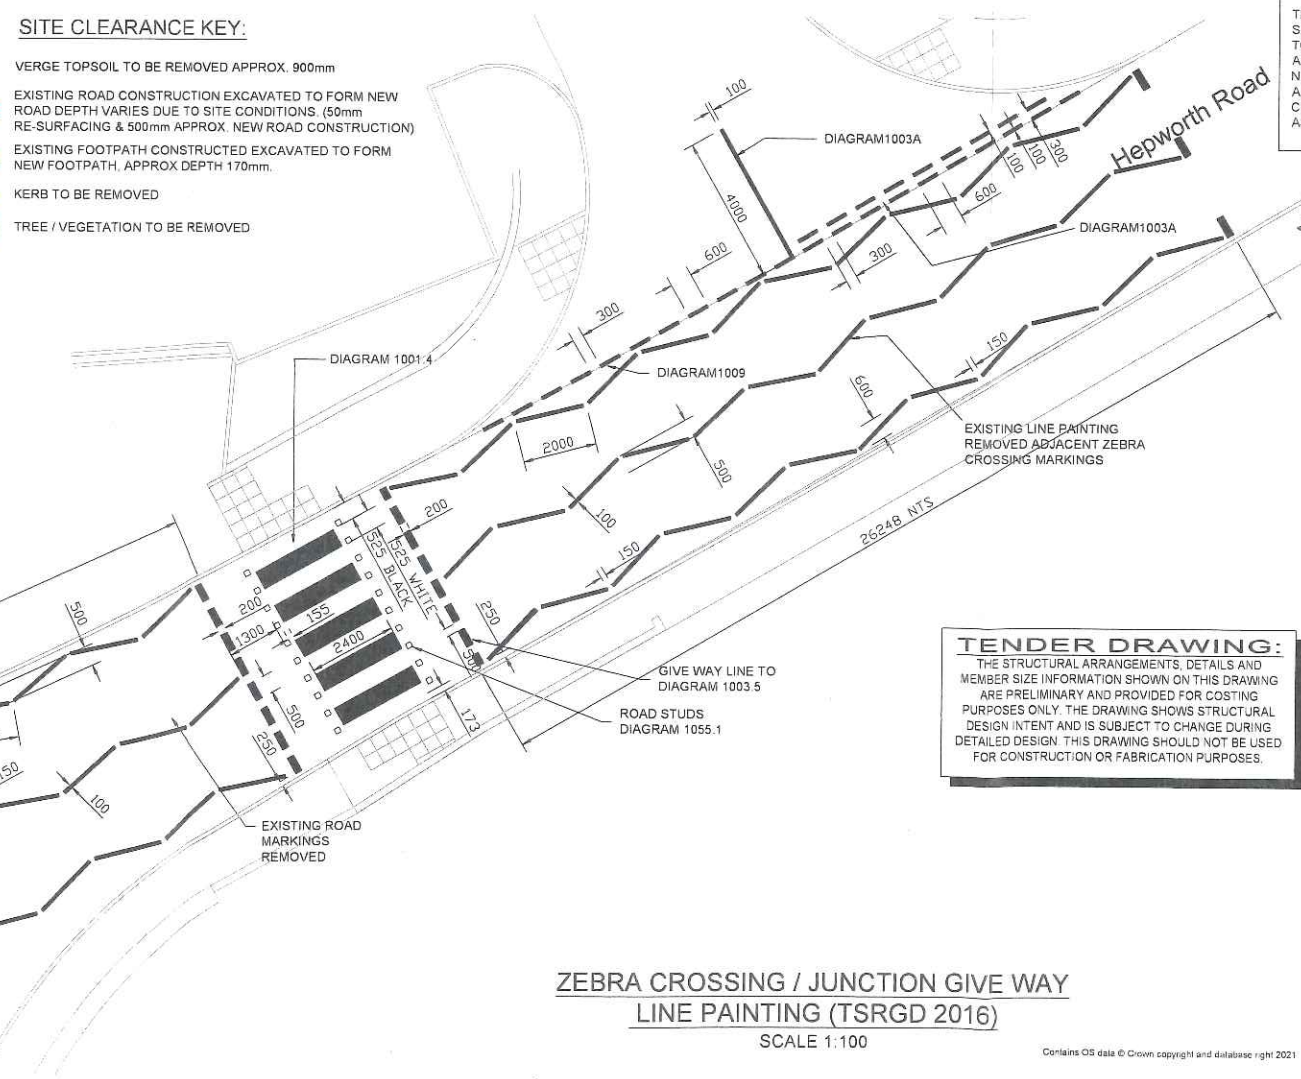 SITE CLEARANCE KEY:
VERGE TOPSOIL TO BE REMOVED APPROX. 900mm
EXISTING ROAD CONSTRUCTION EXCAVATED TO FORM NEW
ROAD DEPTH VARIES DUE TO SITE CONDITIONS. (50mm
RE-SURFACING & 500mm APPROX. NEW ROAD CONSTRUCTION)
EXISTING FOOTPATH CONSTRUCTED EXCAVATED TO FORM
NEW FOOTPATH, APPROX DEPTH 170mm.
KERB TO BE REMOVED
TREE / VEGETATION TO BE REMOVED
100
DIAGRAM1003A
Hepworth Road
4000
100
100
300
600
DIAGRAM1003A
600
300
300
DIAGRAM 1001.4
DIAGRAM1009
150
600
2000
500
EXISTING LINE PAINTING
REMOVED ADJACENT ZEBRA
CROSSING MARKINGS
200
100
26248 NTS
525 BLACK
525 WHITE
150
500
200
155
1300
2400
250
500
GIVE WAY LINE TO
DIAGRAM 1003.5
ROAD STUDS
DIAGRAM 1055.1
173
500
250
150
100
EXISTING ROAD
MARKINGS
REMOVED
TENDER DRAWING:
THE STRUCTURAL ARRANGEMENTS, DETAILS AND
MEMBER SIZE INFORMATION SHOWN ON THIS DRAWING
ARE PRELIMINARY AND PROVIDED FOR COSTING
PURPOSES ONLY. THE DRAWING SHOWS STRUCTURAL
DESIGN INTENT AND IS SUBJECT TO CHANGE DURING
DETAILED DESIGN. THIS DRAWING SHOULD NOT BE USED
FOR CONSTRUCTION OR FABRICATION PURPOSES.
ZEBRA CROSSING / JUNCTION GIVE WAY
LINE PAINTING (TSRGD 2016)
SCALE 1:100
Contains OS data © Crown copyright and database right 2021